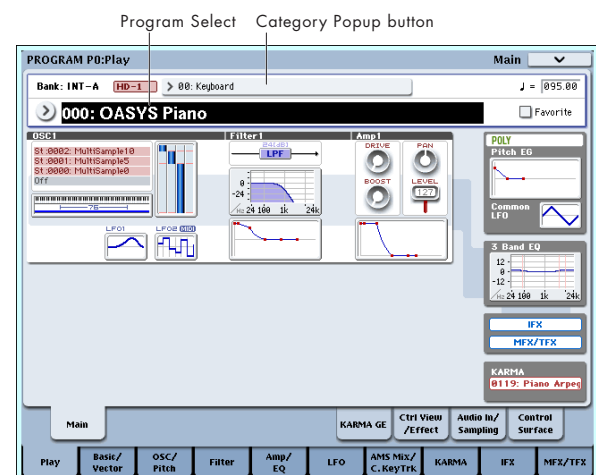 Program Select Category Popup button
PROGRAM P0:Play Main
Bank: INT-A HD-1 00: Keyboard ♩ = 095.00
000: OASYS Piano Favorite
OSC1 Filter1 Amp1
St:0002: MultiSample10
St:0001: MultiSample5
St:0000: MultiSample0
Off
76
LFO1 LFO2 MIDI
24(dB)
LPF
0
-24
/Hz 24 100 1k 24k
DRIVE PAN
BOOST LEVEL
127
POLY
Pitch EG
Common
LFO
3 Band EQ
12
0
-12
/Hz 24 100 1k 24k
IFX
MFX/TFX
KARMA
0119: Piano Arpeg
Main KARMA GE Ctrl View /Effect Audio In/ Sampling Control Surface
Play Basic/ Vector OSC/ Pitch Filter Amp/ EQ LFO AMS Mix/ C.KeyTrk KARMA IFX MFX/TFX